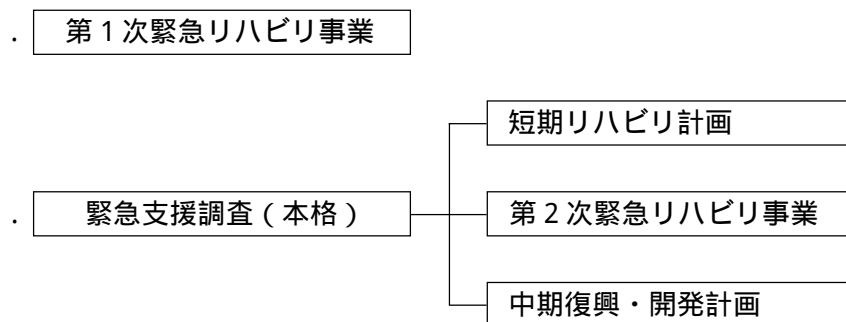 . 第1次緊急リハビリ事業
短期リハビリ計画
. 緊急支援調査（本格）
第2次緊急リハビリ事業
中期復興・開発計画